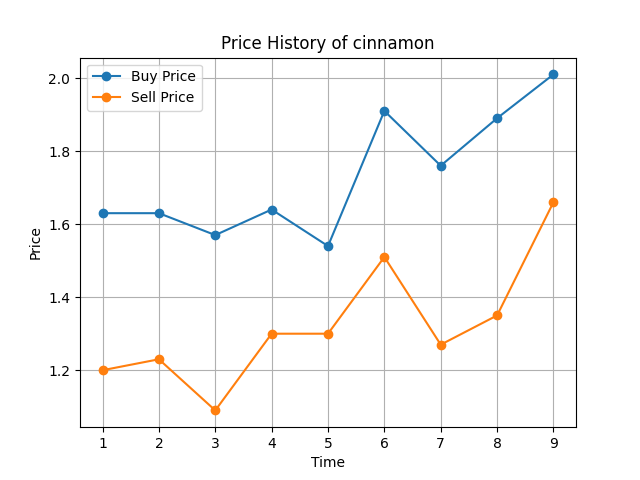 Price History of cinnamon
Buy Price
Sell Price
Price
2.0
1.8
1.6
1.4
1.2
1 2 3 4 5 6 7 8 9
Time